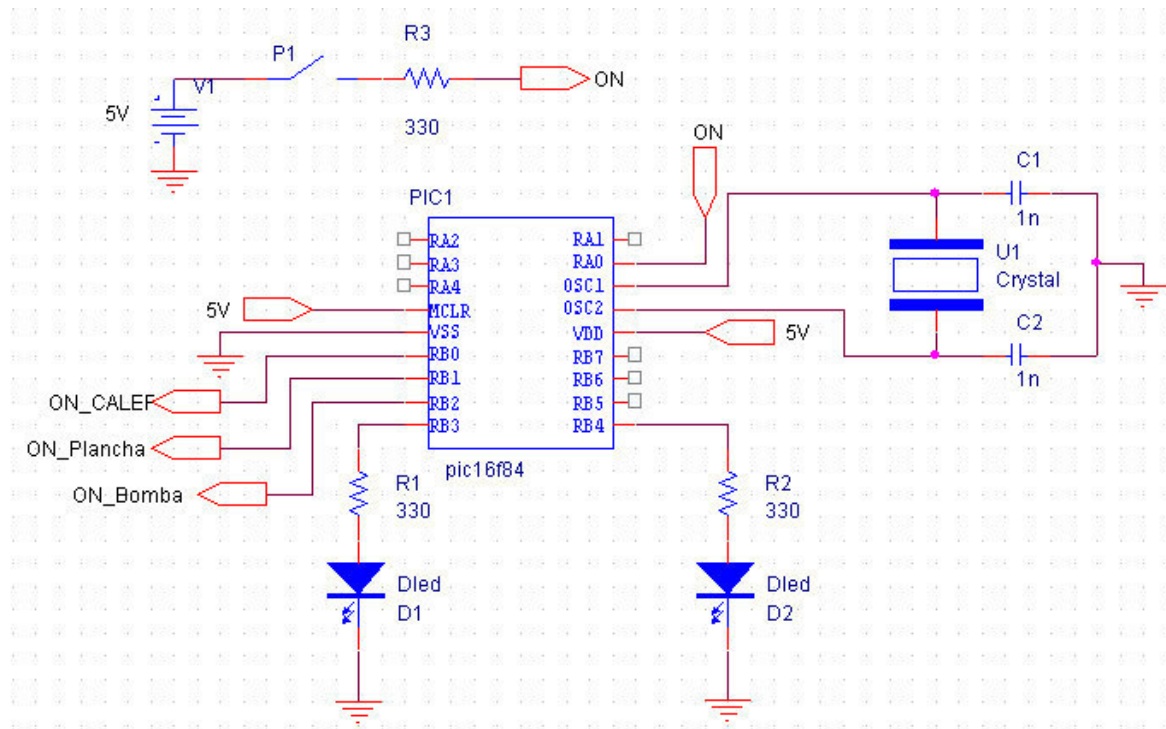 R3
P1
V1
ON
5V
330
ON
C1
PIC1
1n
RA2
RA1
RA3
RA0
U1
RA4
OSC1
Crystal
5V
MCLR
OSC2
VSS
VDD
5V
C2
RB0
RB7
1n
RB1
RB6
ON_CALEF
RB2
RB5
RB3
RB4
ON_Plancha
pic16f84
ON_Bomba
R1
330
R2
330
Dled
D1
Dled
D2